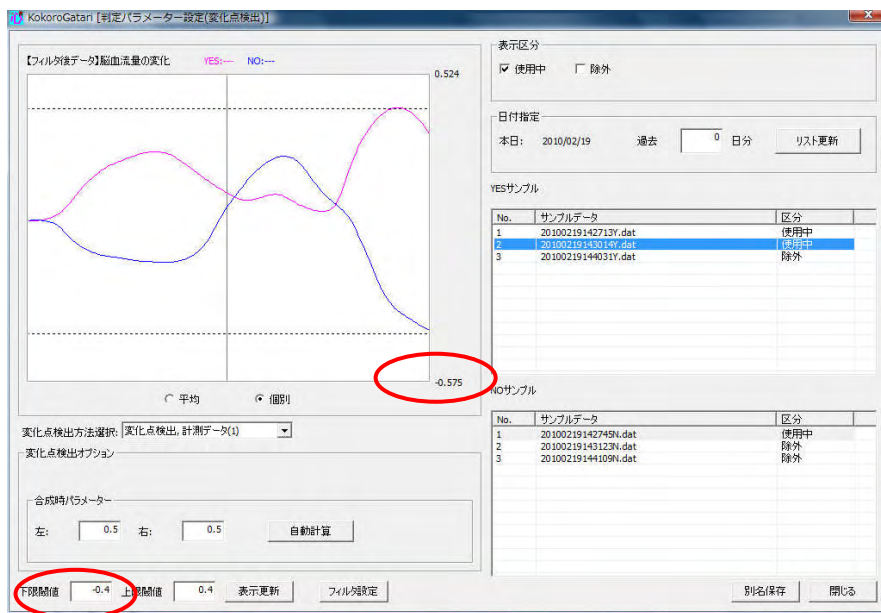 KokoroGatari [判定パラメーター設定(変化点検出)]
【フィルタ後データ】脳血流量の変化 YES:--- NO:---
0.524
-0.575
平均 個別
変化点検出方法選択: 変化点検出,計測データ(1)
変化点検出オプション
合成時パラメーター
左: 0.5 右: 0.5 自動計算
下限閾値 -0.4 上限閾値 0.4 表示更新 フィルタ設定
表示区分
使用中 除外
日付指定
本日: 2010/02/19 過去 0 日分 リスト更新
YESサンプル
No. サンプルデータ 区分
1 20100219142713Y.dat 使用中
2 20100219143014Y.dat 使用中
3 20100219144031Y.dat 除外
NOサンプル
No. サンプルデータ 区分
1 20100219142745N.dat 使用中
2 20100219143123N.dat 除外
3 20100219144109N.dat 除外
別名保存 閉じる